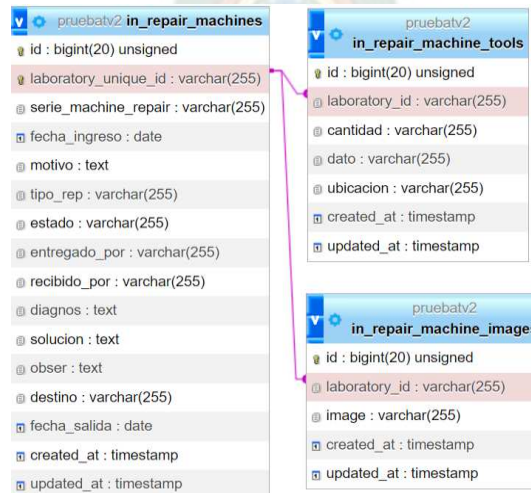 pruebatv2 in_repair_machines
id : bigint(20) unsigned
laboratory_unique_id : varchar(255)
serie_machine_repair : varchar(255)
fecha_ingreso : date
motivo : text
tipo_rep : varchar(255)
estado : varchar(255)
entregado_por : varchar(255)
recibido_por : varchar(255)
diagnos : text
solucion : text
obser : text
destino : varchar(255)
fecha_salida : date
created_at : timestamp
updated_at : timestamp
pruebatv2
in_repair_machine_tools
id : bigint(20) unsigned
laboratory_id : varchar(255)
cantidad : varchar(255)
dato : varchar(255)
ubicacion : varchar(255)
created_at : timestamp
updated_at : timestamp
pruebatv2
in_repair_machine_images
id : bigint(20) unsigned
laboratory_id : varchar(255)
image : varchar(255)
created_at : timestamp
updated_at : timestamp